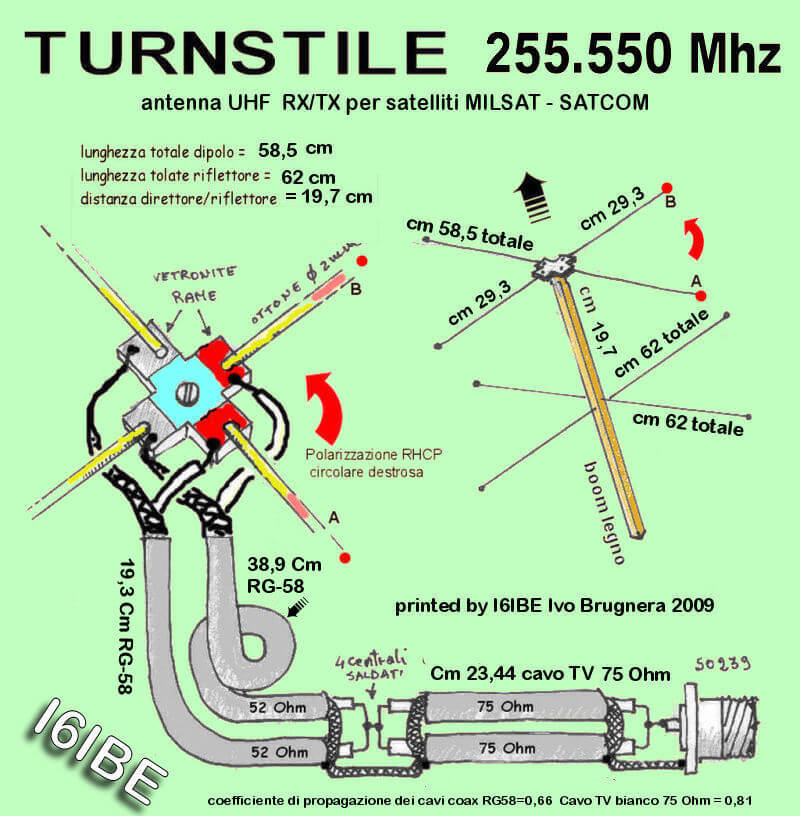 TURNSTILE 255.550 Mhz
antenna UHF RX/TX per satelliti MILSAT - SATCOM
lunghezza totale dipolo = 58,5 cm
lunghezza tolate riflettore = 62 cm
distanza direttore/riflettore = 19,7 cm
VETRONITE
RAME
OTTONE ϕ 2mm
B
A
Polarizzazione RHCP
circolare destrosa
cm 58,5 totale
cm 29,3
B
A
cm 29,3
cm 19,7
cm 62 totale
cm 62 totale
boom legno
19,3 Cm RG-58
38,9 Cm
RG-58
printed by I6IBE Ivo Brugnera 2009
4 centrali
SALDATI
Cm 23,44 cavo TV 75 Ohm
SO239
52 Ohm
75 Ohm
52 Ohm
75 Ohm
I6IBE
coefficiente di propagazione dei cavi coax RG58=0,66 Cavo TV bianco 75 Ohm = 0,81